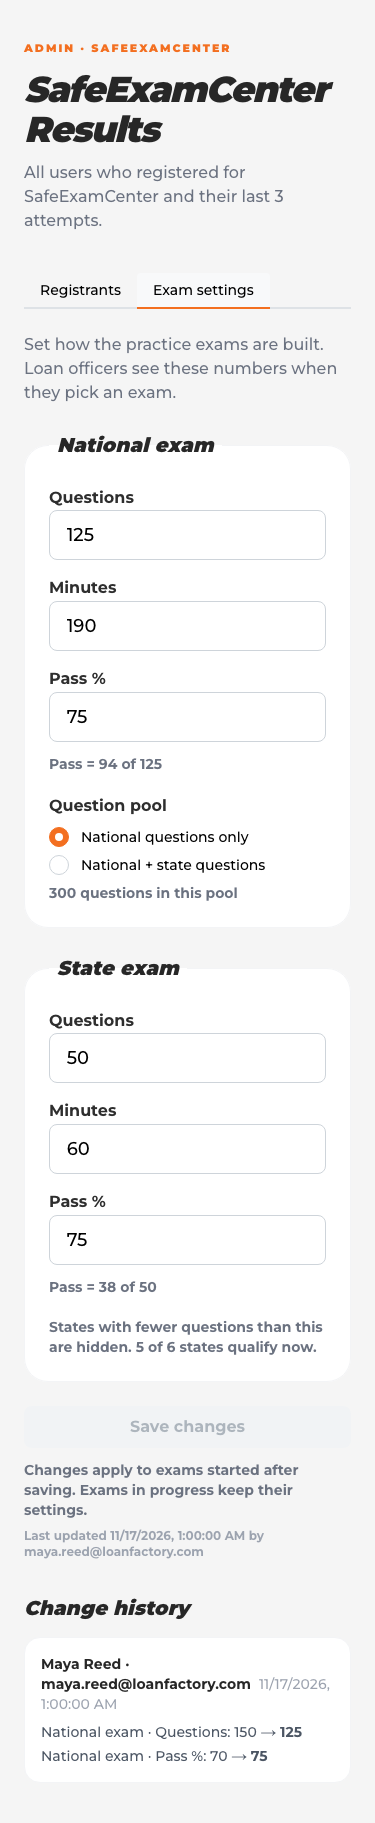 ADMIN · SAFEEXAMCENTER
SafeExamCenter
Results
All users who registered for
SafeExamCenter and their last 3
attempts.
Registrants
Exam settings
Set how the practice exams are built.
Loan officers see these numbers when
they pick an exam.
National exam
Questions
125
Minutes
190
Pass %
75
Pass = 94 of 125
Question pool
National questions only
National + state questions
300 questions in this pool
State exam
Questions
50
Minutes
60
Pass %
75
Pass = 38 of 50
States with fewer questions than this
are hidden. 5 of 6 states qualify now.
Save changes
Changes apply to exams started after
saving. Exams in progress keep their
settings.
Last updated 11/17/2026, 1:00:00 AM by
maya.reed@loanfactory.com
Change history
Maya Reed ·
maya.reed@loanfactory.com 11/17/2026,
1:00:00 AM
National exam · Questions: 150 → 125
National exam · Pass %: 70 → 75